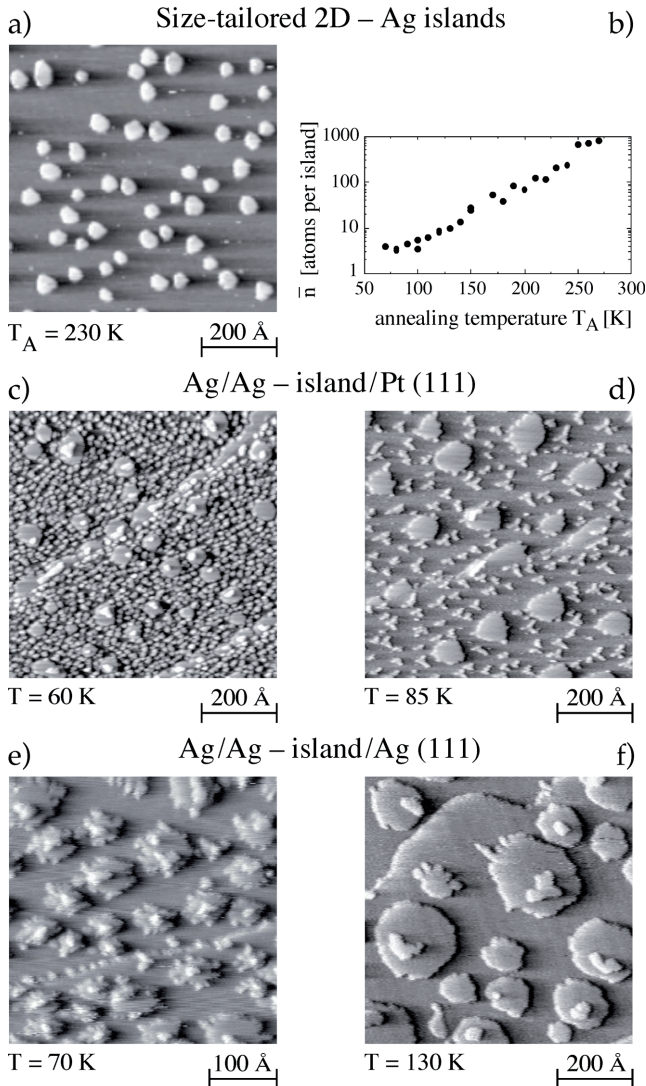 a) Size-tailored 2D – Ag islands b)
n̅ [atoms per island]
1000
100
10
1
50 100 150 200 250 300
annealing temperature T_A [K]
T_A = 230 K 200 Å
c) Ag/Ag – island/Pt (111) d)
T = 60 K 200 Å T = 85 K 200 Å
e) Ag/Ag – island/Ag (111) f)
T = 70 K 100 Å T = 130 K 200 Å